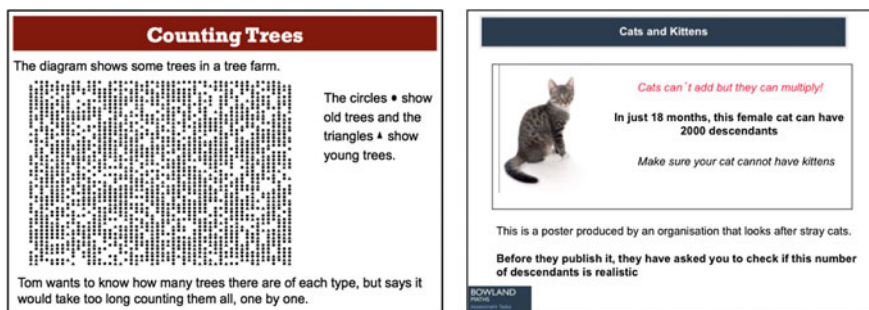 Counting Trees
The diagram shows some trees in a tree farm.
The circles ● show
old trees and the
triangles ▲ show
young trees.
Tom wants to know how many trees there are of each type, but says it
would take too long counting them all, one by one.
Cats and Kittens
Cats can´t add but they can multiply!
In just 18 months, this female cat can have
2000 descendants
Make sure your cat cannot have kittens
This is a poster produced by an organisation that looks after stray cats.
Before they publish it, they have asked you to check if this number
of descendants is realistic
BOWLAND
MATHS
Assessment Tasks